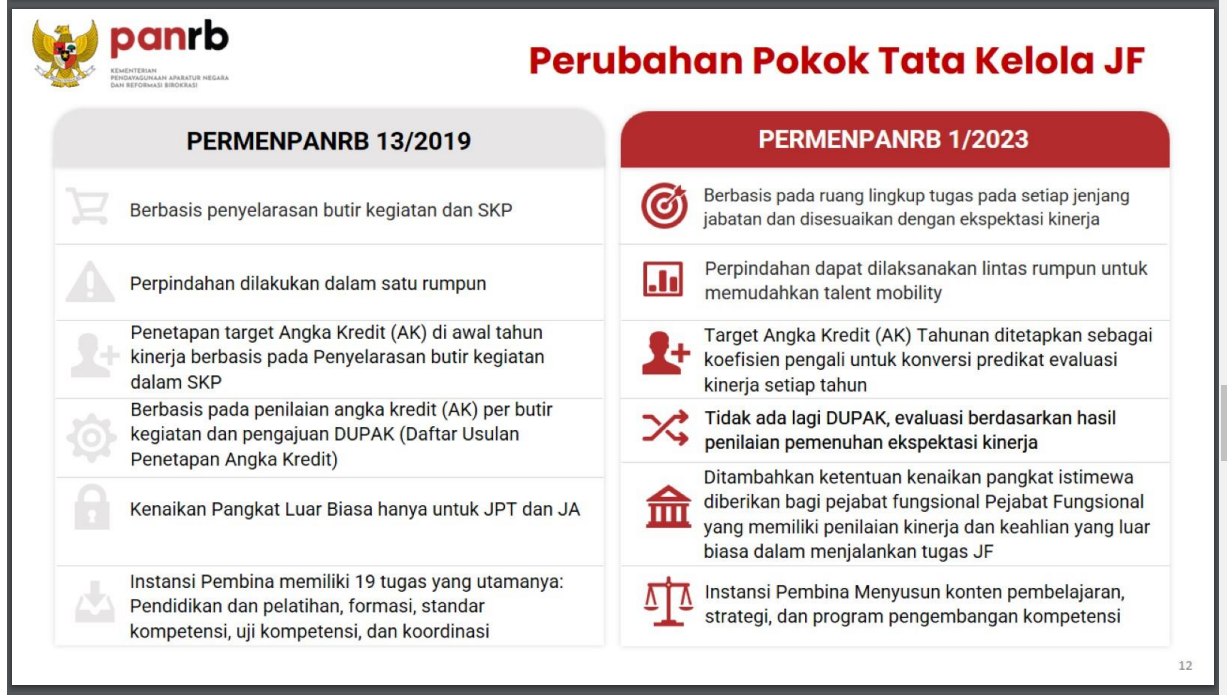 panrb
KEMENTERIAN
PENDAYAGUNAAN APARATUR NEGARA
DAN REFORMASI BIROKRASI
Perubahan Pokok Tata Kelola JF
PERMENPANRB 13/2019
Berbasis penyelarasan butir kegiatan dan SKP
Perpindahan dilakukan dalam satu rumpun
Penetapan target Angka Kredit (AK) di awal tahun
kinerja berbasis pada Penyelarasan butir kegiatan
dalam SKP
Berbasis pada penilaian angka kredit (AK) per butir
kegiatan dan pengajuan DUPAK (Daftar Usulan
Penetapan Angka Kredit)
Kenaikan Pangkat Luar Biasa hanya untuk JPT dan JA
Instansi Pembina memiliki 19 tugas yang utamanya:
Pendidikan dan pelatihan, formasi, standar
kompetensi, uji kompetensi, dan koordinasi
PERMENPANRB 1/2023
Berbasis pada ruang lingkup tugas pada setiap jenjang
jabatan dan disesuaikan dengan ekspektasi kinerja
Perpindahan dapat dilaksanakan lintas rumpun untuk
memudahkan talent mobility
Target Angka Kredit (AK) Tahunan ditetapkan sebagai
koefisien pengali untuk konversi predikat evaluasi
kinerja setiap tahun
Tidak ada lagi DUPAK, evaluasi berdasarkan hasil
penilaian pemenuhan ekspektasi kinerja
Ditambahkan ketentuan kenaikan pangkat istimewa
diberikan bagi pejabat fungsional Pejabat Fungsional
yang memiliki penilaian kinerja dan keahlian yang luar
biasa dalam menjalankan tugas JF
Instansi Pembina Menyusun konten pembelajaran,
strategi, dan program pengembangan kompetensi
12